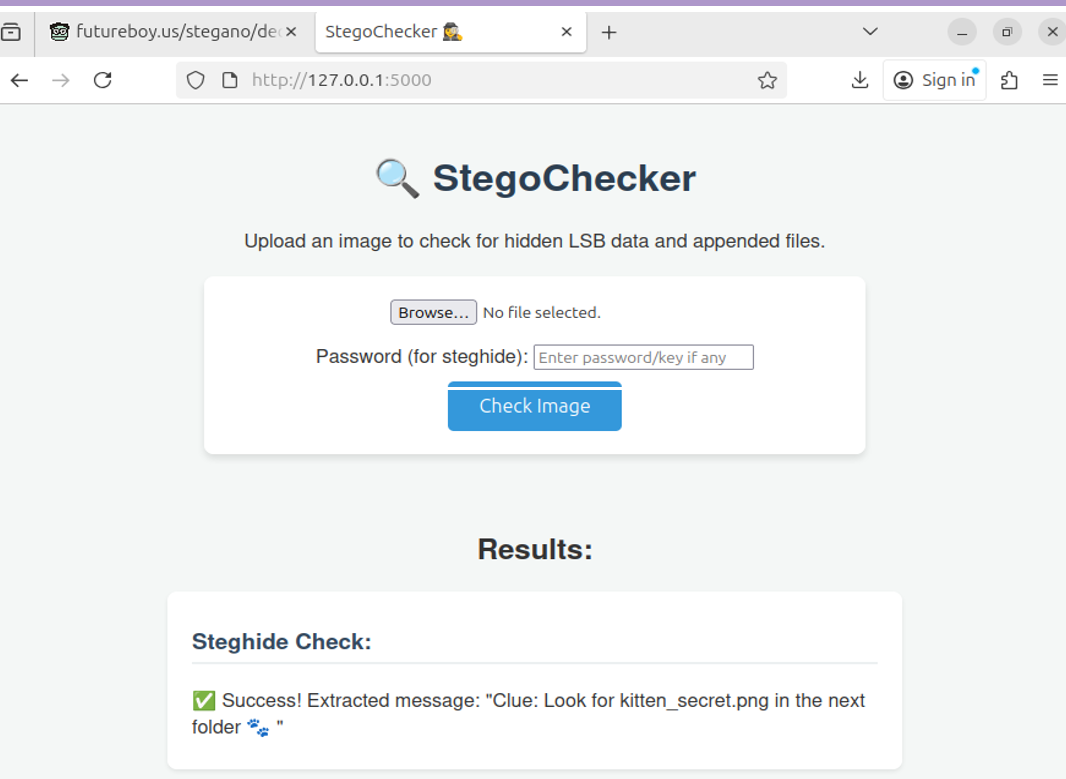 futureboy.us/stegano/de
StegoChecker 🕵️
http://127.0.0.1:5000
Sign in
🔍 StegoChecker
Upload an image to check for hidden LSB data and appended files.
Browse... No file selected.
Password (for steghide): Enter password/key if any
Check Image
Results:
Steghide Check:
✅ Success! Extracted message: "Clue: Look for kitten_secret.png in the next
folder 🐾 "